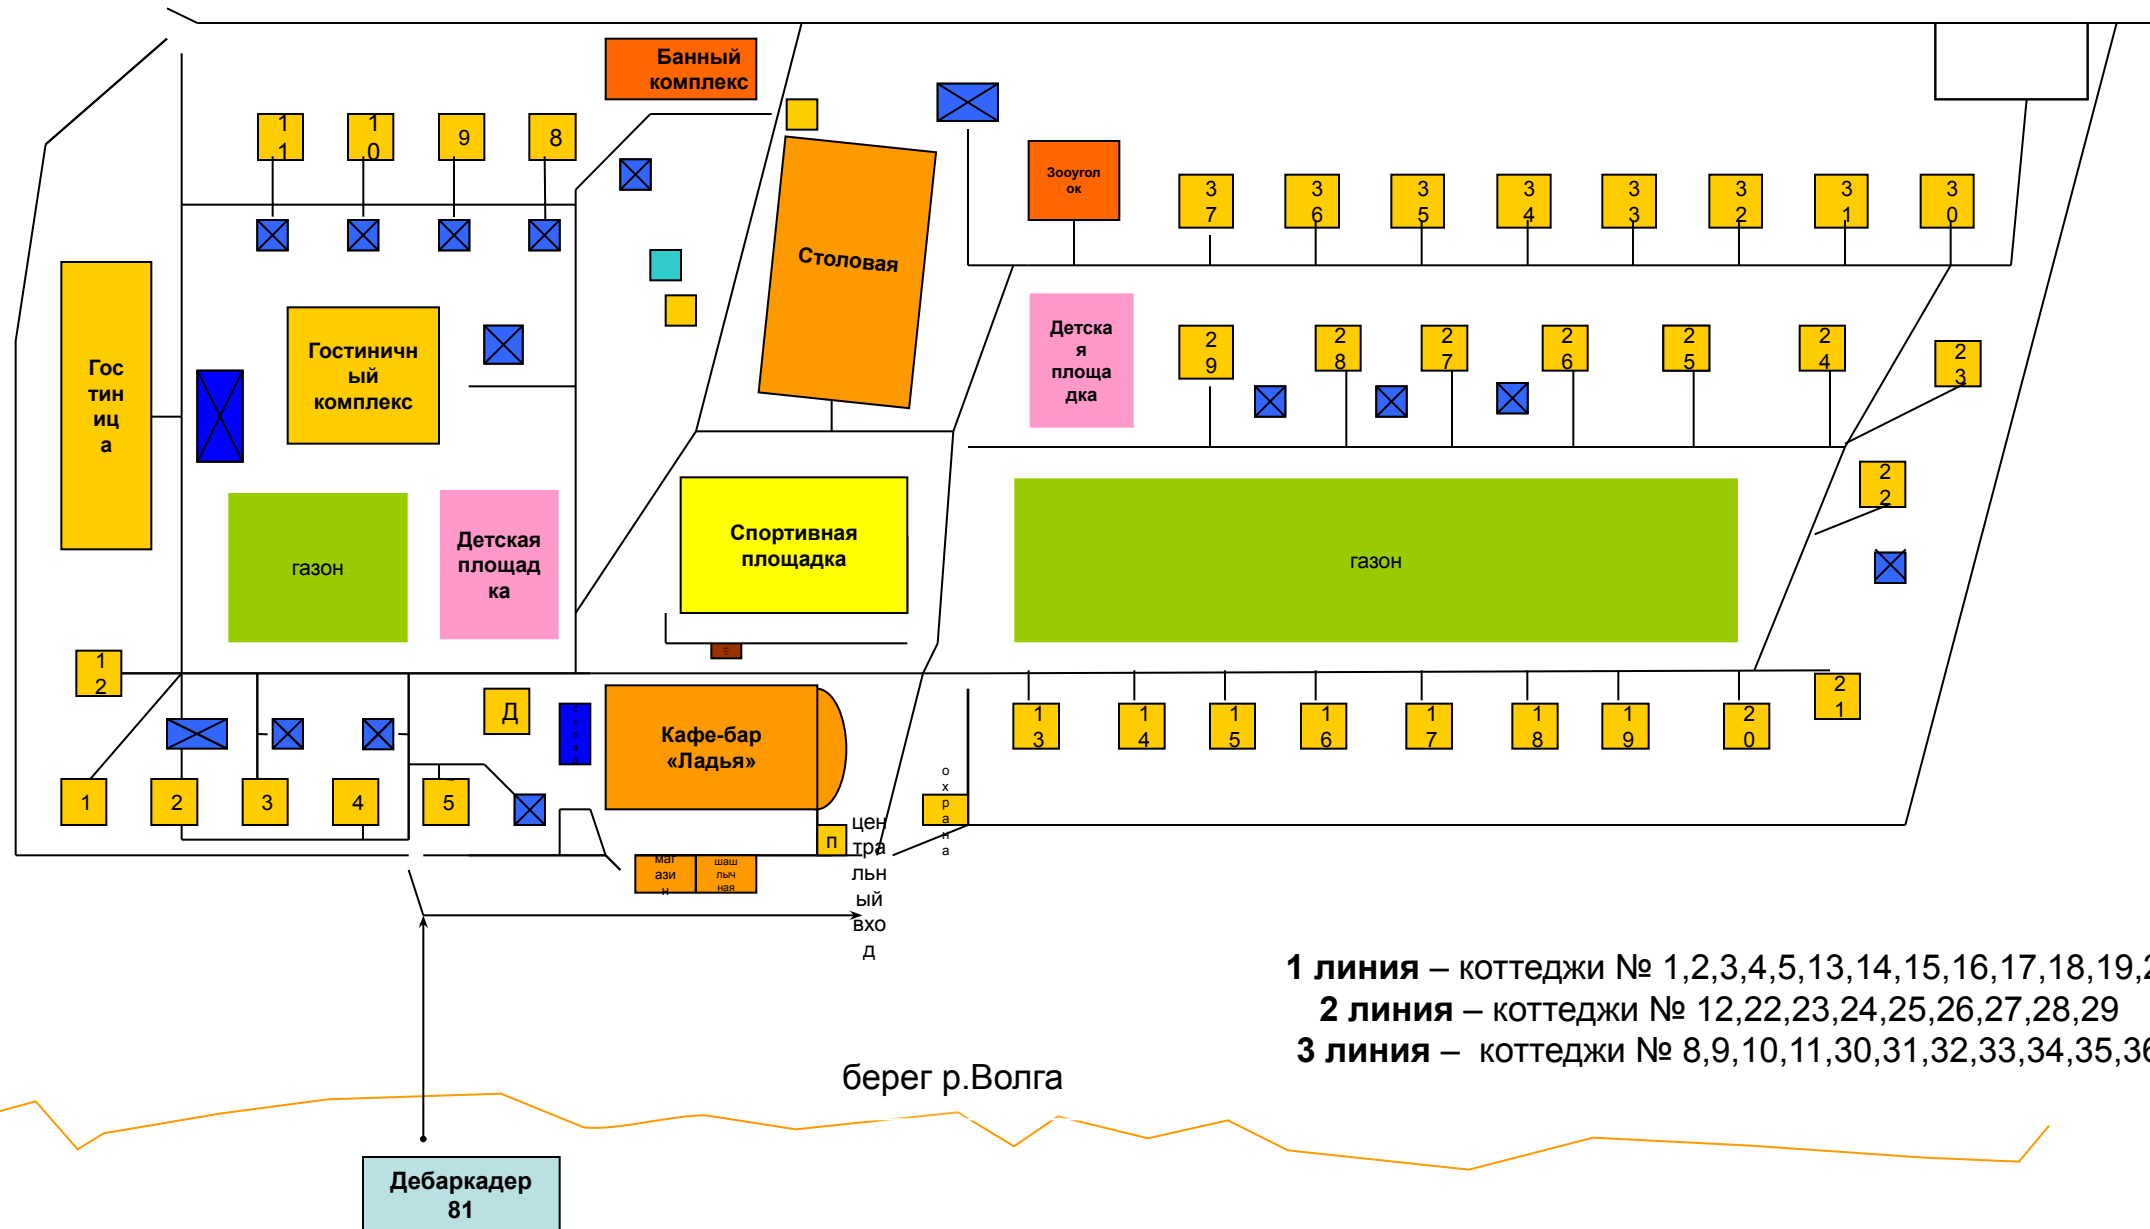 Банный
комплекс
1
1
1
0
9
8
Зооугол
ок
3
7
3
6
3
5
3
4
3
3
3
2
3
1
3
0
Столовая
Гос
тин
иц
а
Гостиничн
ый
комплекс
Детска
я
площа
дка
2
9
2
8
2
7
2
6
2
5
2
4
2
3
2
2
газон
Детская
площад
ка
Спортивная
площадка
газон
1
2
Д
Кафе-бар
«Ладья»
1
3
1
4
1
5
1
6
1
7
1
8
1
9
2
0
2
1
1
2
3
4
5
о
х
р
а
н
а
п
цен
тра
льн
ый
вхо
д
маг
ази
н
шаш
лыч
ная
1 линия – коттеджи № 1,2,3,4,5,13,14,15,16,17,18,19,2
2 линия – коттеджи № 12,22,23,24,25,26,27,28,29
3 линия – коттеджи № 8,9,10,11,30,31,32,33,34,35,36
берег р.Волга
Дебаркадер
81